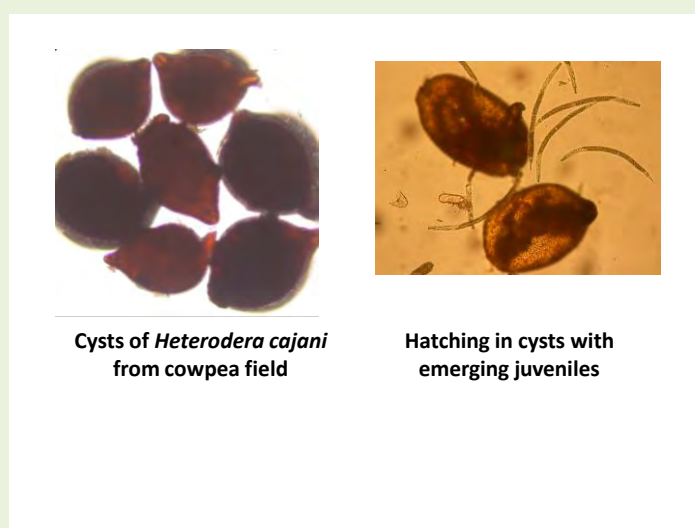 Cysts of Heterodera cajani
from cowpea field
Hatching in cysts with
emerging juveniles